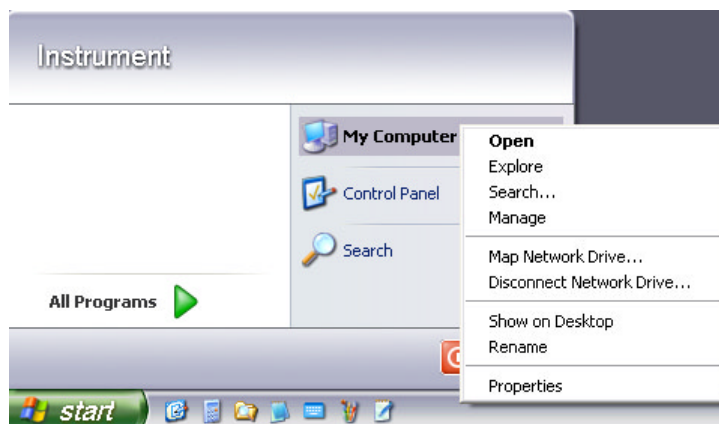 Instrument
My Computer
Control Panel
Search
All Programs
Open
Explore
Search...
Manage
Map Network Drive...
Disconnect Network Drive...
Show on Desktop
Rename
Properties
start